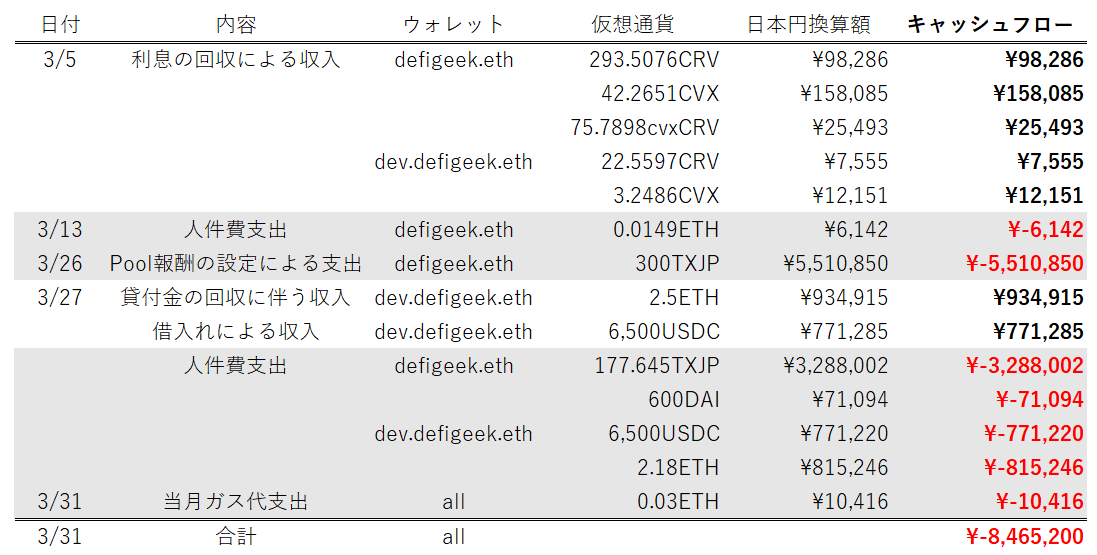 日付 内容 ウォレット 仮想通貨 日本円換算額 キャッシュフロー
3/5 利息の回収による収入 defigeek.eth 293.5076CRV ¥98,286 ¥98,286
42.2651CVX ¥158,085 ¥158,085
75.7898cvxCRV ¥25,493 ¥25,493
dev.defigeek.eth 22.5597CRV ¥7,555 ¥7,555
3.2486CVX ¥12,151 ¥12,151
3/13 人件費支出 defigeek.eth 0.0149ETH ¥6,142 ¥-6,142
3/26 Pool報酬の設定による支出 defigeek.eth 300TXJP ¥5,510,850 ¥-5,510,850
3/27 貸付金の回収に伴う収入 dev.defigeek.eth 2.5ETH ¥934,915 ¥934,915
借入れによる収入 dev.defigeek.eth 6,500USDC ¥771,285 ¥771,285
人件費支出 defigeek.eth 177.645TXJP ¥3,288,002 ¥-3,288,002
600DAI ¥71,094 ¥-71,094
dev.defigeek.eth 6,500USDC ¥771,220 ¥-771,220
2.18ETH ¥815,246 ¥-815,246
3/31 当月ガス代支出 all 0.03ETH ¥10,416 ¥-10,416
3/31 合計 all ¥-8,465,200